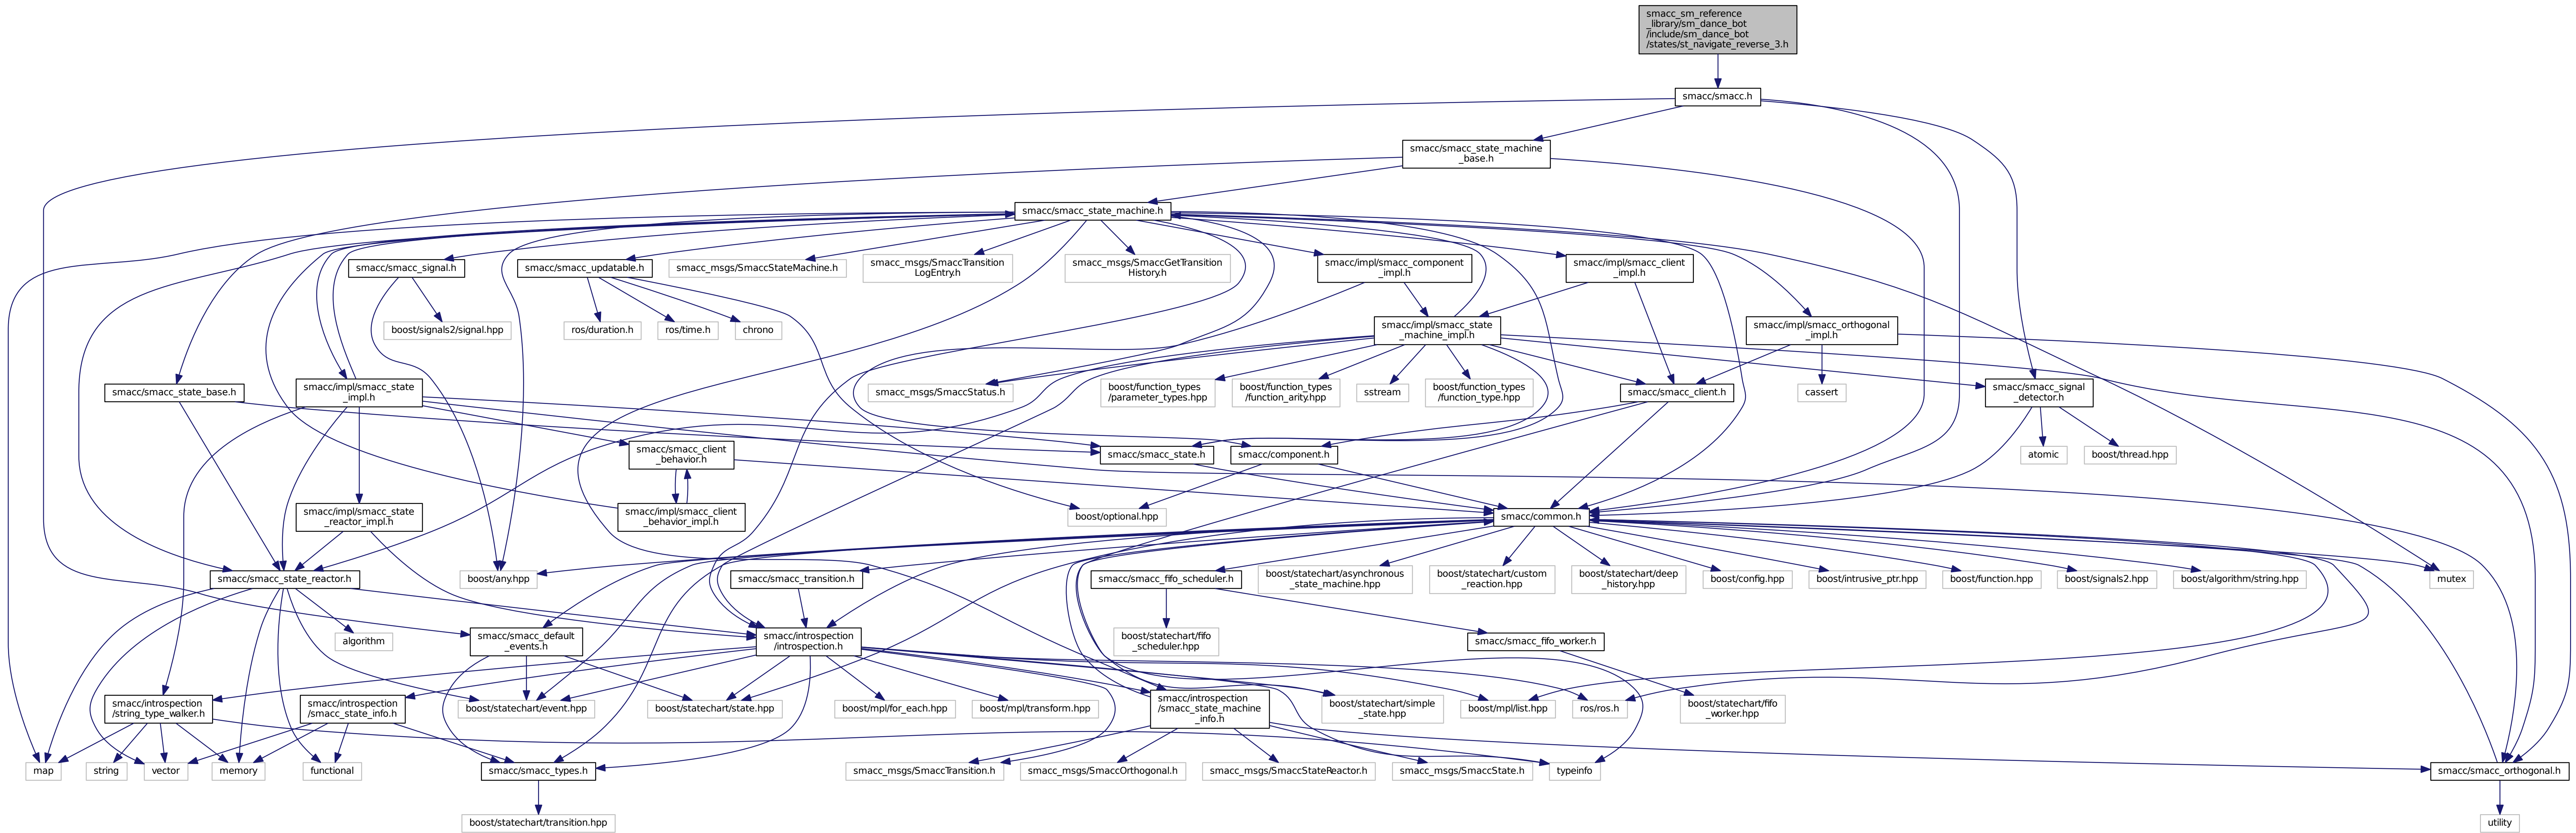 smacc_sm_reference
_library/sm_dance_bot
/include/sm_dance_bot
/states/st_navigate_reverse_3.h
smacc/smacc.h
smacc/smacc_state_machine
_base.h
smacc/smacc_state_machine.h
smacc/smacc_signal.h
smacc/smacc_updatable.h
smacc_msgs/SmaccStateMachine.h
smacc_msgs/SmaccTransition
LogEntry.h
smacc_msgs/SmaccGetTransition
History.h
smacc/impl/smacc_component
_impl.h
smacc/impl/smacc_client
_impl.h
boost/signals2/signal.hpp
ros/duration.h
ros/time.h
chrono
smacc/impl/smacc_state
_machine_impl.h
smacc/impl/smacc_orthogonal
_impl.h
smacc/smacc_state_base.h
smacc/impl/smacc_state
_impl.h
smacc_msgs/SmaccStatus.h
boost/function_types
/parameter_types.hpp
boost/function_types
/function_arity.hpp
sstream
boost/function_types
/function_type.hpp
smacc/smacc_client.h
cassert
smacc/smacc_signal
_detector.h
smacc/smacc_client
_behavior.h
smacc/smacc_state.h
smacc/component.h
atomic
boost/thread.hpp
smacc/impl/smacc_state
_reactor_impl.h
smacc/impl/smacc_client
_behavior_impl.h
boost/optional.hpp
smacc/common.h
smacc/smacc_state_reactor.h
boost/any.hpp
smacc/smacc_transition.h
smacc/smacc_fifo_scheduler.h
boost/statechart/asynchronous
_state_machine.hpp
boost/statechart/custom
_reaction.hpp
boost/statechart/deep
_history.hpp
boost/config.hpp
boost/intrusive_ptr.hpp
boost/function.hpp
boost/signals2.hpp
boost/algorithm/string.hpp
mutex
algorithm
smacc/smacc_default
_events.h
smacc/introspection
/introspection.h
boost/statechart/fifo
_scheduler.hpp
smacc/smacc_fifo_worker.h
smacc/introspection
/string_type_walker.h
smacc/introspection
/smacc_state_info.h
boost/statechart/event.hpp
boost/statechart/state.hpp
boost/mpl/for_each.hpp
boost/mpl/transform.hpp
smacc/introspection
/smacc_state_machine
_info.h
boost/statechart/simple
_state.hpp
boost/mpl/list.hpp
ros/ros.h
boost/statechart/fifo
_worker.hpp
map
string
vector
memory
functional
smacc/smacc_types.h
smacc_msgs/SmaccTransition.h
smacc_msgs/SmaccOrthogonal.h
smacc_msgs/SmaccStateReactor.h
smacc_msgs/SmaccState.h
typeinfo
smacc/smacc_orthogonal.h
boost/statechart/transition.hpp
utility